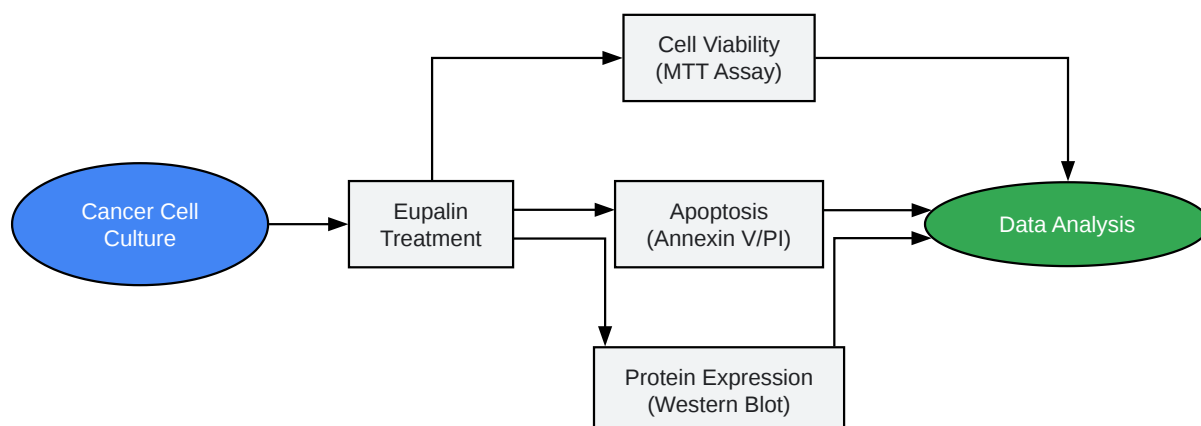 Cell Viability
(MTT Assay)
Cancer Cell
Culture
Eupalin
Treatment
Apoptosis
(Annexin V/PI)
Data Analysis
Protein Expression
(Western Blot)